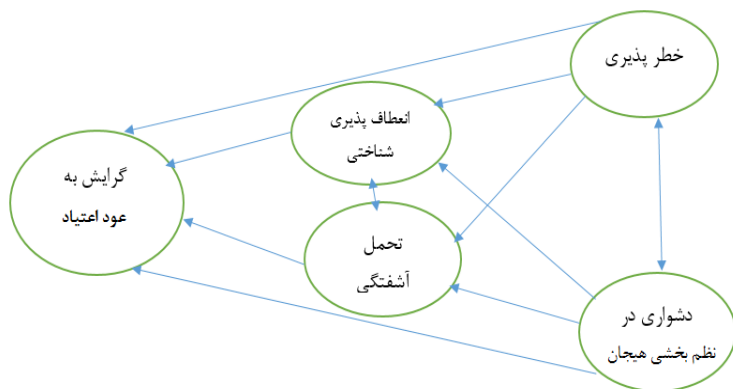 خطر پذیری
انعطاف پذیری
شناختی
گرایش به
عود اعتیاد
تحمل
آشفتگی
دشواری در
نظم بخشی هیجان